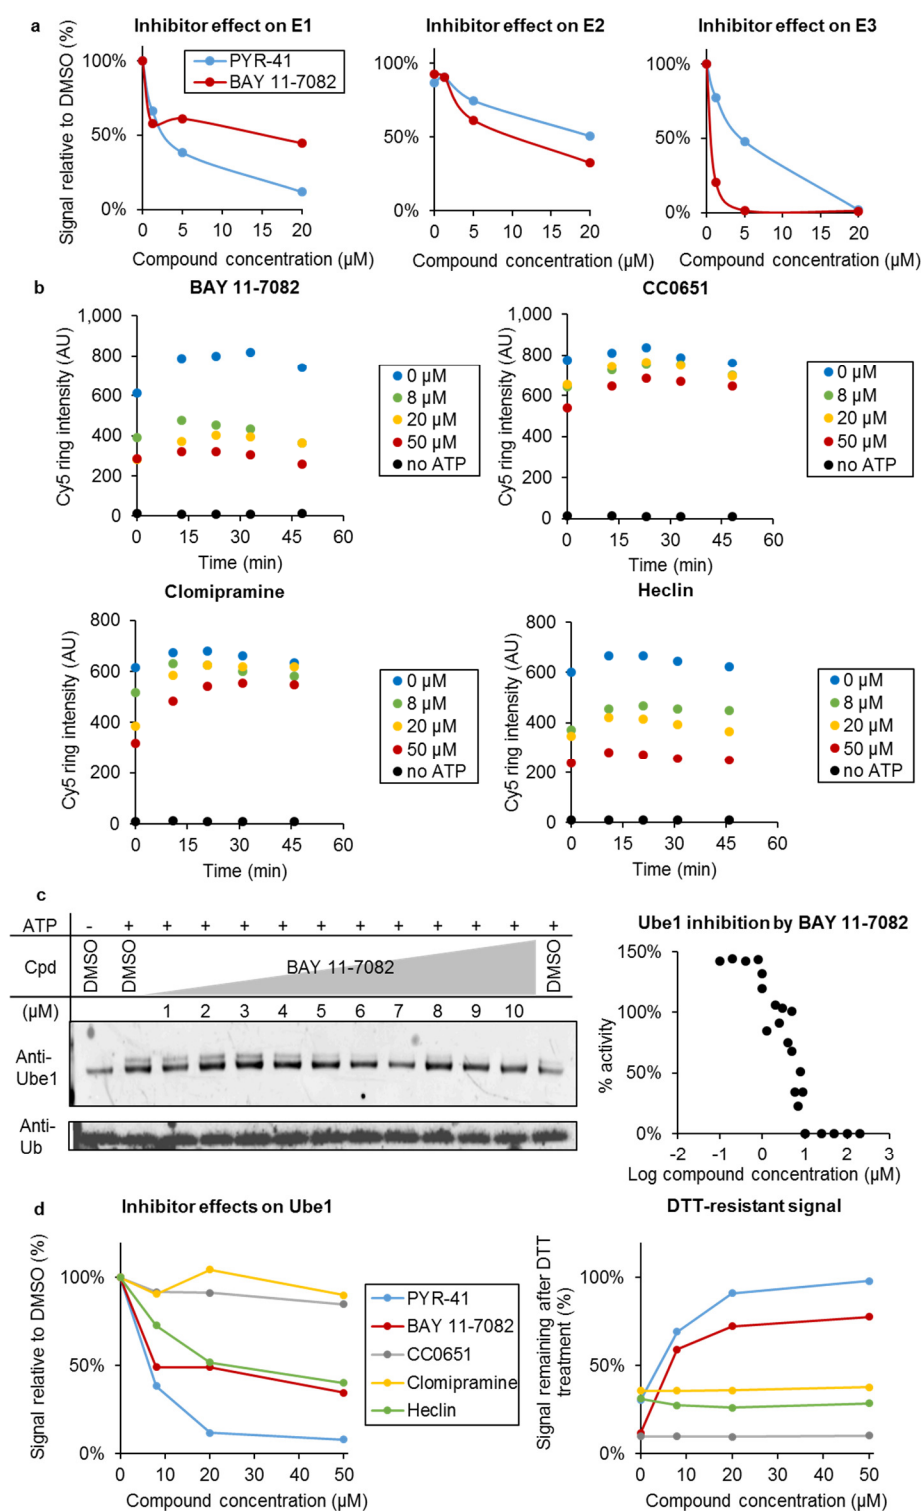 a
Inhibitor effect on E1
Inhibitor effect on E2
Inhibitor effect on E3
Signal relative to DMSO (%)
100%
50%
0%
PYR-41
BAY 11-7082
0 5 10 15 20
Compound concentration (µM)
100%
50%
0%
0 5 10 15 20
Compound concentration (µM)
100%
50%
0%
0 5 10 15 20
Compound concentration (µM)
b
BAY 11-7082
Cy5 ring intensity (AU)
1,000
800
600
400
200
0
0 15 30 45 60
Time (min)
0 µM
8 µM
20 µM
50 µM
no ATP
CC0651
Cy5 ring intensity (AU)
1,000
800
600
400
200
0
0 15 30 45 60
Time (min)
0 µM
8 µM
20 µM
50 µM
no ATP
Clomipramine
Cy5 ring intensity (AU)
800
600
400
200
0
0 15 30 45 60
Time (min)
0 µM
8 µM
20 µM
50 µM
no ATP
Heclin
Cy5 ring intensity (AU)
800
600
400
200
0
0 15 30 45 60
Time (min)
0 µM
8 µM
20 µM
50 µM
no ATP
c
ATP - + + + + + + + + + + + +
Cpd DMSO DMSO BAY 11-7082 DMSO
(µM) 1 2 3 4 5 6 7 8 9 10
Anti-
Ube1
Anti-
Ub
Ube1 inhibition by BAY 11-7082
% activity
150%
100%
50%
0%
-2 -1 0 1 2 3
Log compound concentration (µM)
d
Inhibitor effects on Ube1
Signal relative to DMSO (%)
100%
50%
0%
0 10 20 30 40 50
Compound concentration (µM)
PYR-41
BAY 11-7082
CC0651
Clomipramine
Heclin
DTT-resistant signal
Signal remaining after DTT
treatment (%)
100%
50%
0%
0 10 20 30 40 50
Compound concentration (µM)